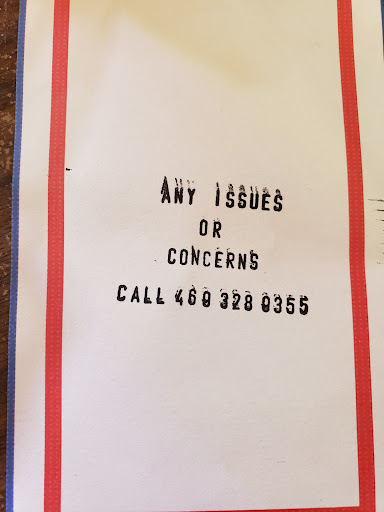 ANY ISSUES
OR
CONCERNS
CALL 469 328 0355